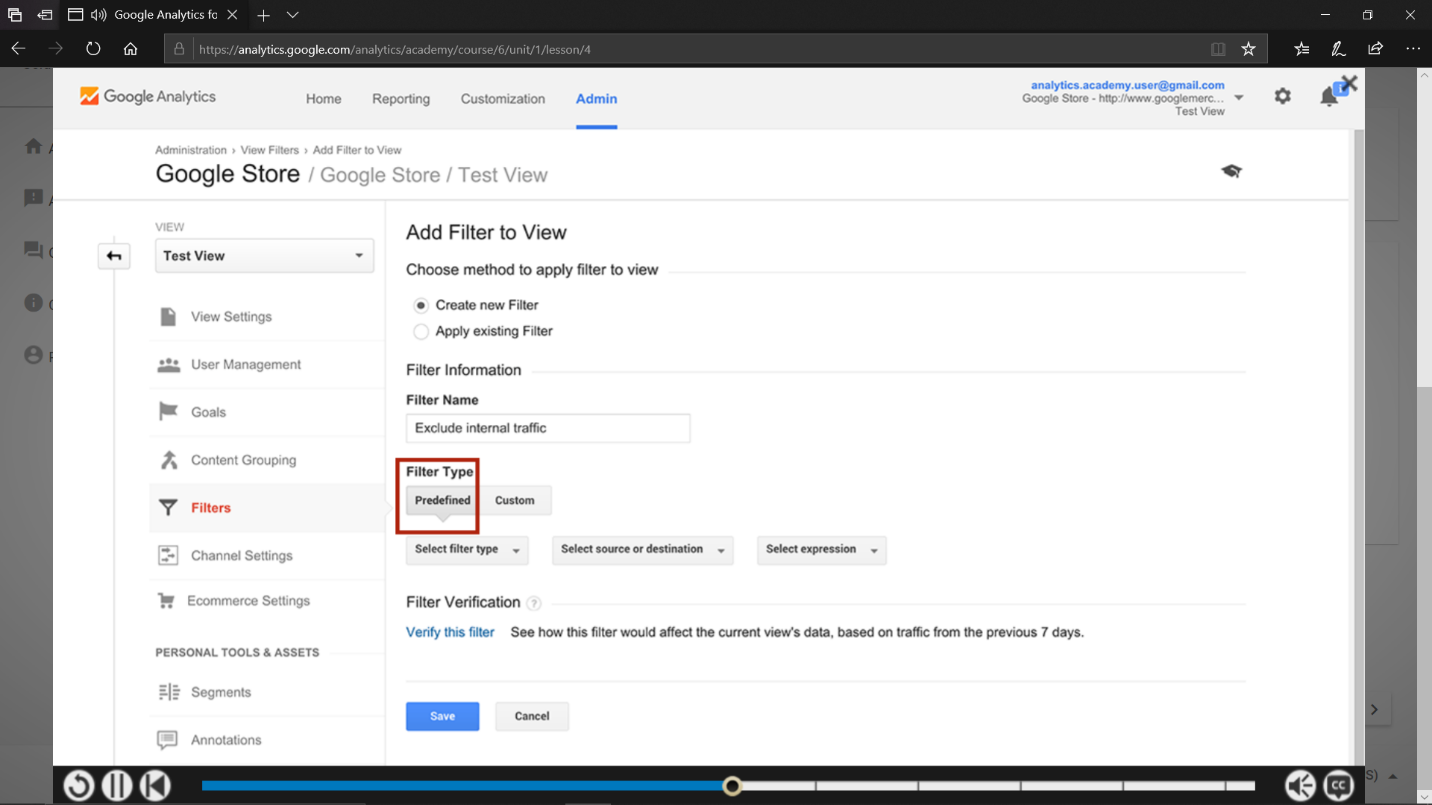 Google Analytics fo
https://analytics.google.com/analytics/academy/course/6/unit/1/lesson/4
Google Analytics
Home Reporting Customization Admin
analytics.academy.user@gmail.com
Google Store - http://www.googlemerc...
Test View
Administration › View Filters › Add Filter to View
Google Store / Google Store / Test View
VIEW
Test View
View Settings
User Management
Goals
Content Grouping
Filters
Channel Settings
Ecommerce Settings
PERSONAL TOOLS & ASSETS
Segments
Annotations
Add Filter to View
Choose method to apply filter to view
Create new Filter
Apply existing Filter
Filter Information
Filter Name
Exclude internal traffic
Filter Type
Predefined Custom
Select filter type Select source or destination Select expression
Filter Verification ?
Verify this filter See how this filter would affect the current view's data, based on traffic from the previous 7 days.
Save Cancel
CC
S)